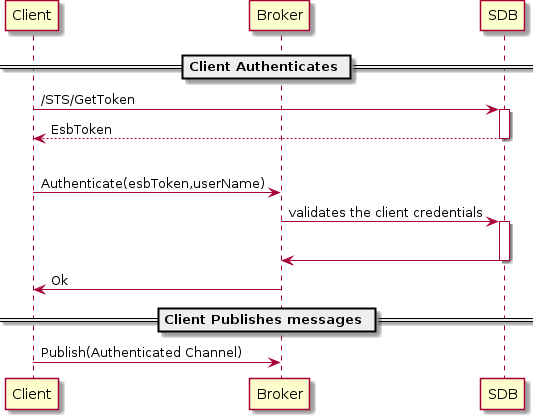 Client Broker SDB
Client Authenticates
/STS/GetToken
EsbToken
Authenticate(esbToken,userName)
validates the client credentials
Ok
Client Publishes messages
Publish(Authenticated Channel)
Client Broker SDB